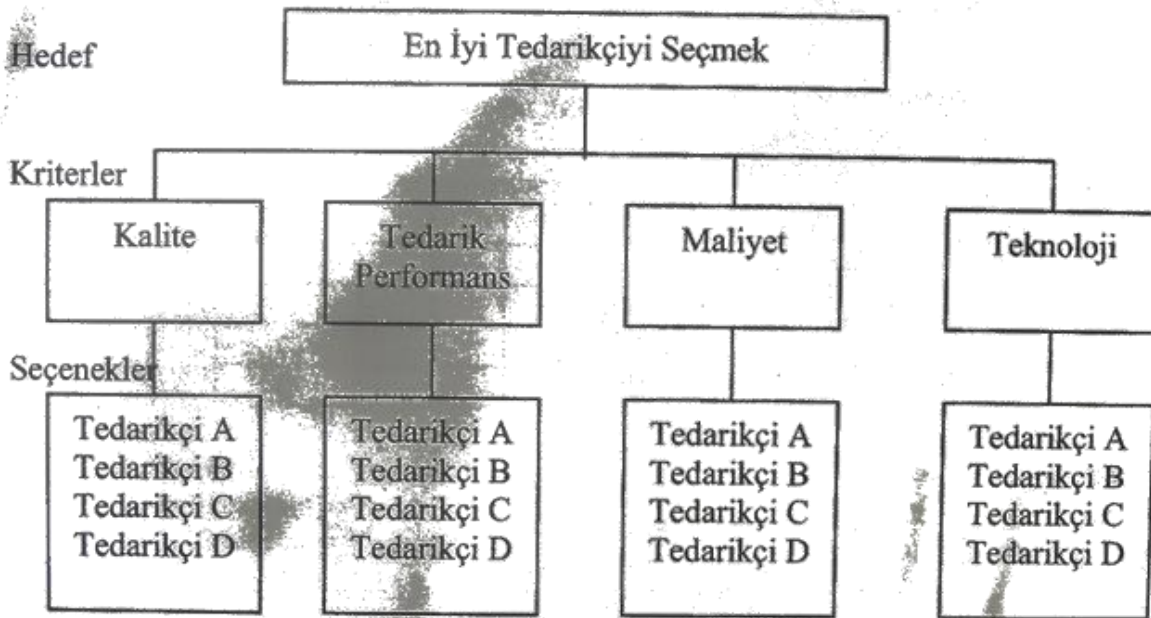 Hedef
En İyi Tedarikçiyi Seçmek
Kriterler
Kalite
Tedarik
Performans
Maliyet
Teknoloji
Seçenekler
Tedarikçi A
Tedarikçi B
Tedarikçi C
Tedarikçi D
Tedarikçi A
Tedarikçi B
Tedarikçi C
Tedarikçi D
Tedarikçi A
Tedarikçi B
Tedarikçi C
Tedarikçi D
Tedarikçi A
Tedarikçi B
Tedarikçi C
Tedarikçi D